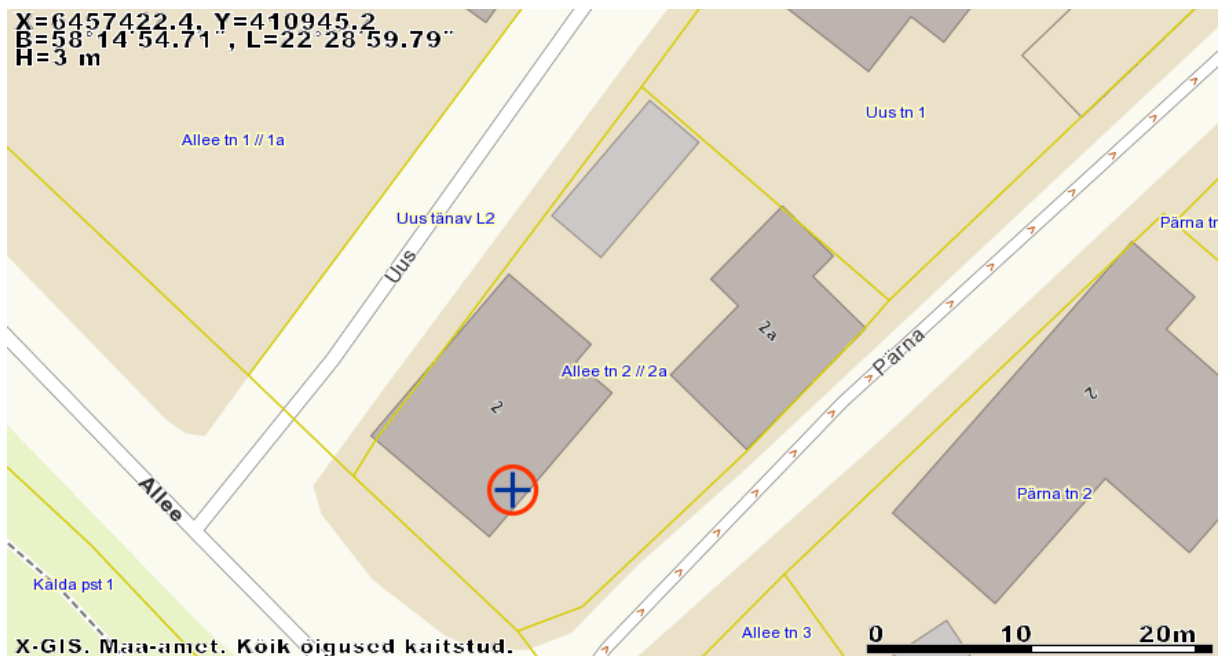 X=6457422.4, Y=410945.2
B=58°14'54.71", L=22°28'59.79"
H=3 m
Uus tn 1
Allee tn 1 // 1a
Uus tänav L2
Pärna tn
Uus
2a
Pärna
Allee tn 2 // 2a
2
2
Allee
Pärna tn 2
Kalda pst 1
Allee tn 3
0 10 20m
X-GIS. Maa-amet. Kõik õigused kaitstud.